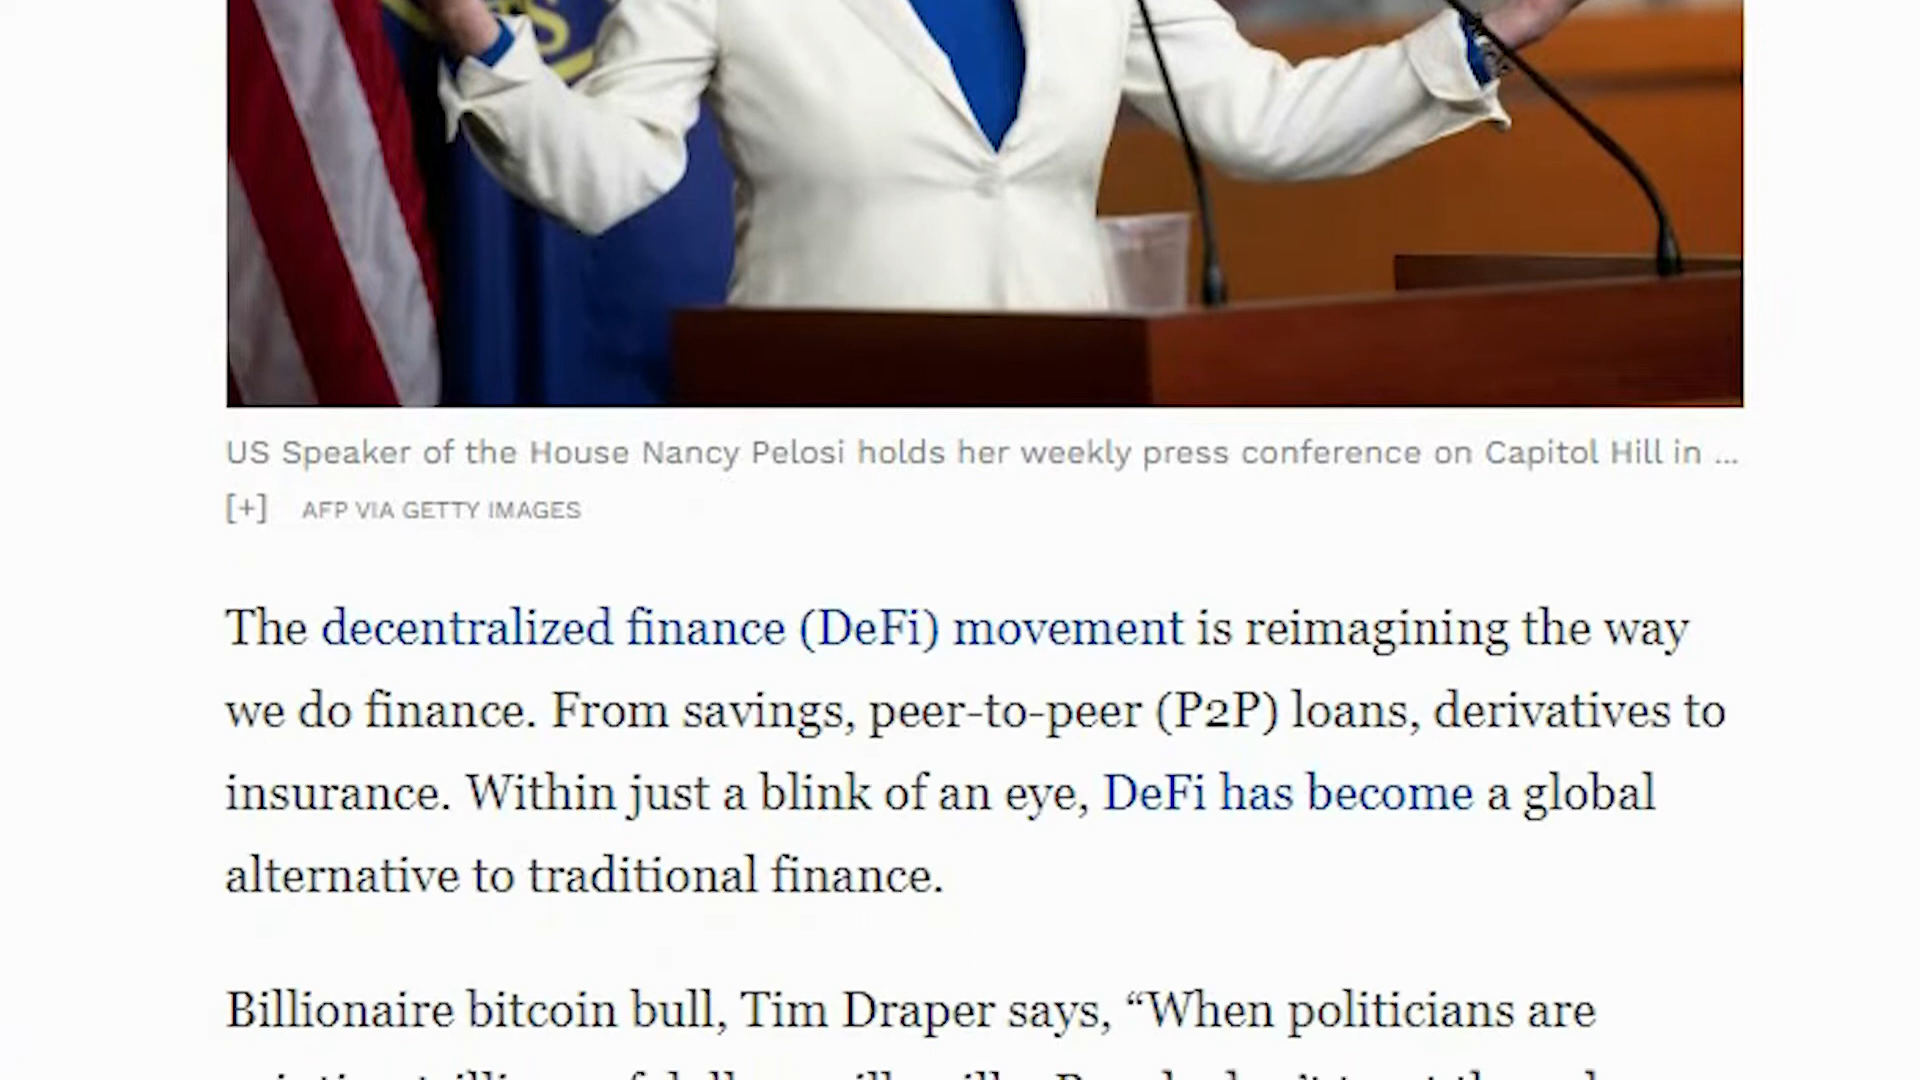 US Speaker of the House Nancy Pelosi holds her weekly press conference on Capitol Hill in ...
[+] AFP VIA GETTY IMAGES
The decentralized finance (DeFi) movement is reimagining the way
we do finance. From savings, peer-to-peer (P2P) loans, derivatives to
insurance. Within just a blink of an eye, DeFi has become a global
alternative to traditional finance.
Billionaire bitcoin bull, Tim Draper says, “When politicians are